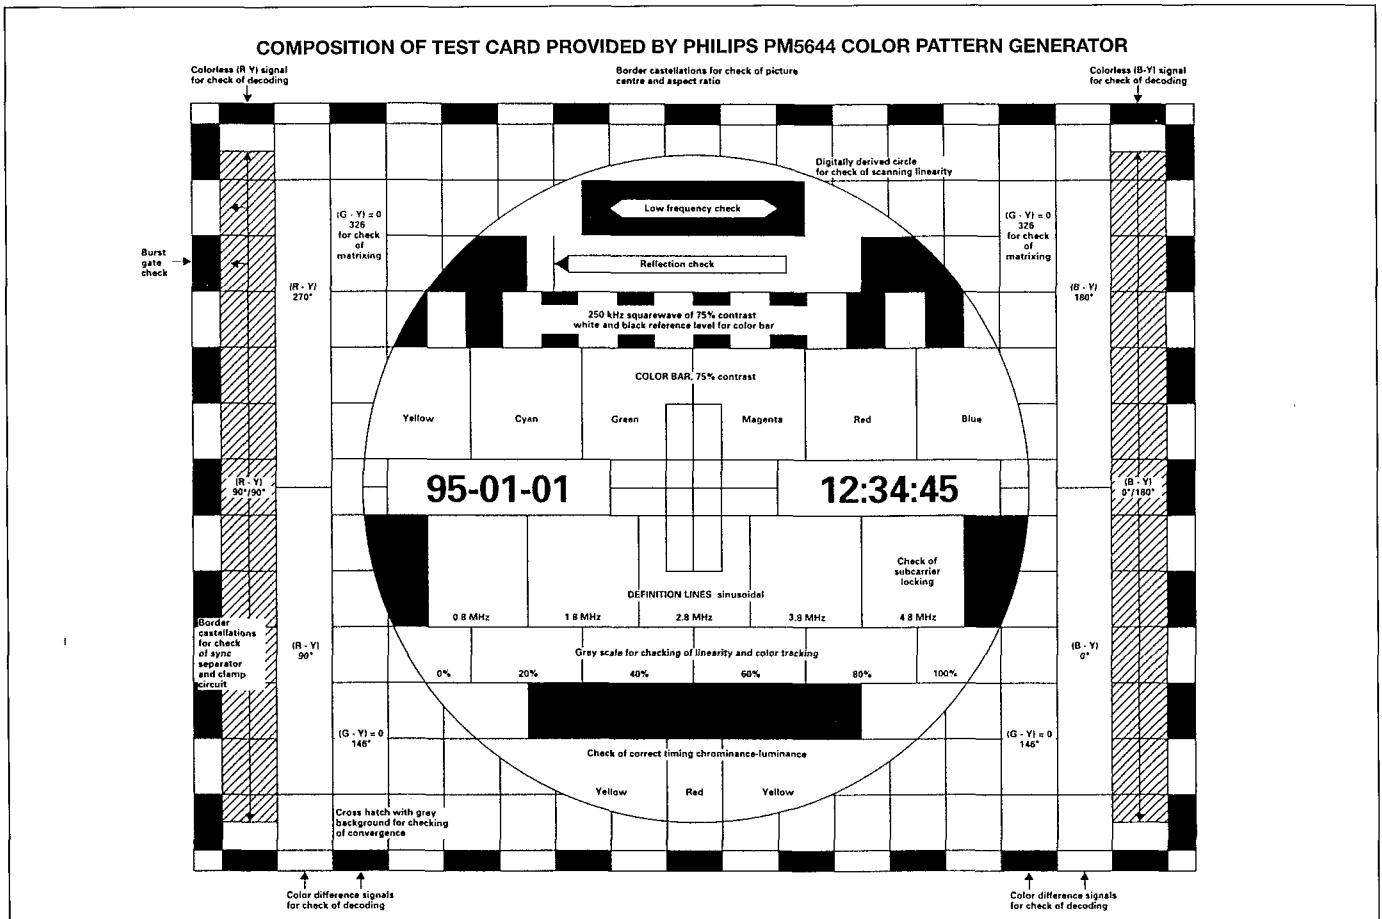 COMPOSITION OF TEST CARD PROVIDED BY PHILIPS PM5644 COLOR PATTERN GENERATOR
Colorless (R Y) signal
for check of decoding
Border castellations for check of picture
centre and aspect ratio
Colorless (B-Y) signal
for check of decoding
Digitally derived circle
for check of scanning linearity
Low frequency check
(G - Y) = 0
326
for check
of
matrixing
(G - Y) = 0
326
for check
of
matrixing
Burst
gate
check
Reflection check
(R - Y)
270°
(B - Y)
180°
250 kHz squarewave of 75% contrast
white and black reference level for color bar
COLOR BAR, 75% contrast
Yellow
Cyan
Green
Magenta
Red
Blue
(R - Y)
90°/90°
95-01-01
12:34:45
(B - Y)
0°/180°
Check of
subcarrier
locking
DEFINITION LINES sinusoidal
0 8 MHz
1 8 MHz
2.8 MHz
3.8 MHz
4 8 MHz
Border
castellations
for check
of sync
separator
and clamp
circuit
(R - Y)
90°
(B - Y)
0°
Grey scale for checking of linearity and color tracking
0%
20%
40%
60%
80%
100%
(G - Y) = 0
146°
(G - Y) = 0
146°
Check of correct timing chrominance-luminance
Yellow
Red
Yellow
Cross hatch with grey
background for checking
of convergence
Color difference signals
for check of decoding
Color difference signals
for check of decoding